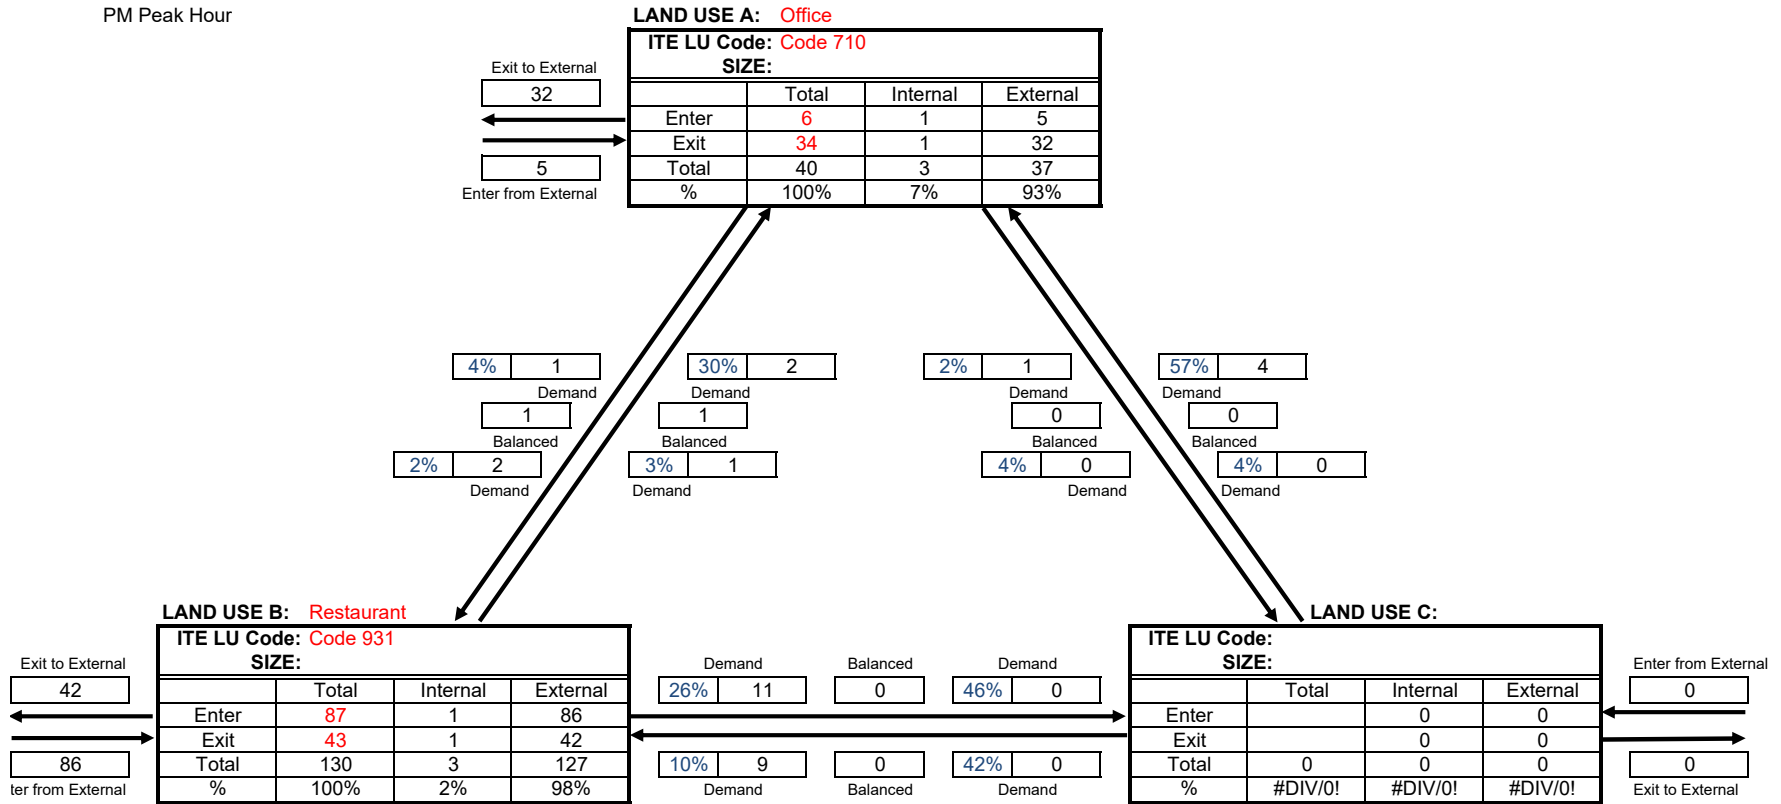 PM Peak Hour
LAND USE A: Office
ITE LU Code: Code 710
SIZE:
Total Internal External
Enter 6 1 5
Exit 34 1 32
Total 40 3 37
% 100% 7% 93%
Exit to External
32
5
Enter from External
4% 1
Demand
1
Balanced
2% 2
Demand
30% 2
Demand
1
Balanced
3% 1
Demand
2% 1
Demand
0
Balanced
4% 0
Demand
57% 4
Demand
0
Balanced
4% 0
Demand
LAND USE B: Restaurant
ITE LU Code: Code 931
SIZE:
Total Internal External
Enter 87 1 86
Exit 43 1 42
Total 130 3 127
% 100% 2% 98%
Exit to External
42
86
ter from External
Demand Balanced Demand
26% 11 0 46% 0
10% 9 0 42% 0
Demand Balanced Demand
LAND USE C:
ITE LU Code:
SIZE:
Total Internal External
Enter 0 0
Exit 0 0
Total 0 0 0
% #DIV/0! #DIV/0! #DIV/0!
Enter from External
0
0
Exit to External